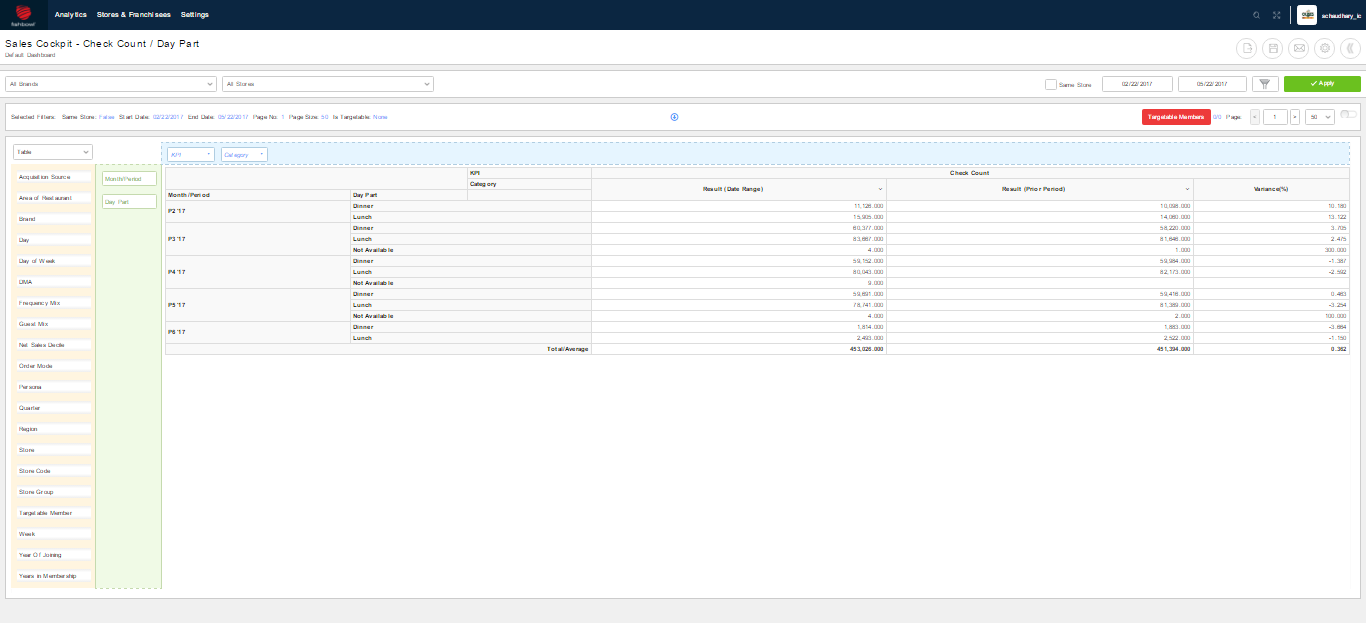 fishbowl Analytics Stores & Franchisees Settings schaudhary_ic
Sales Cockpit - Check Count / Day Part
Default Dashboard
All Brands All Stores Same Store 02/22/2017 05/22/2017 Apply
Selected Filters: Same Store: False Start Date: 02/22/2017 End Date: 05/22/2017 Page No: 1 Page Size: 50 Is Targetable: None Targetable Members 0/0 Page: « 1 » 50
Table KPI Category
Acquisition Source
Area of Restaurant
Brand
Day
Day of Week
DMA
Frequency Mix
Guest Mix
Net Sales Decile
Order Mode
Persona
Quarter
Region
Store
Store Code
Store Group
Targetable Member
Week
Year Of Joining
Years in Membership
Month/Period
Day Part
KPI Check Count
Category Result (Date Range) Result (Prior Period) Variance(%)
Month/Period Day Part
P2 '17 Dinner 11,126.000 10,098.000 10.180
Lunch 15,905.000 14,060.000 13.122
P3 '17 Dinner 60,377.000 58,220.000 3.705
Lunch 83,667.000 81,646.000 2.475
Not Available 4.000 1.000 300.000
P4 '17 Dinner 59,152.000 59,984.000 -1.387
Lunch 80,043.000 82,173.000 -2.592
Not Available 9.000
P5 '17 Dinner 59,691.000 59,416.000 0.463
Lunch 78,741.000 81,389.000 -3.254
Not Available 4.000 2.000 100.000
P6 '17 Dinner 1,814.000 1,883.000 -3.664
Lunch 2,493.000 2,522.000 -1.150
Total/Average 453,026.000 451,394.000 0.362